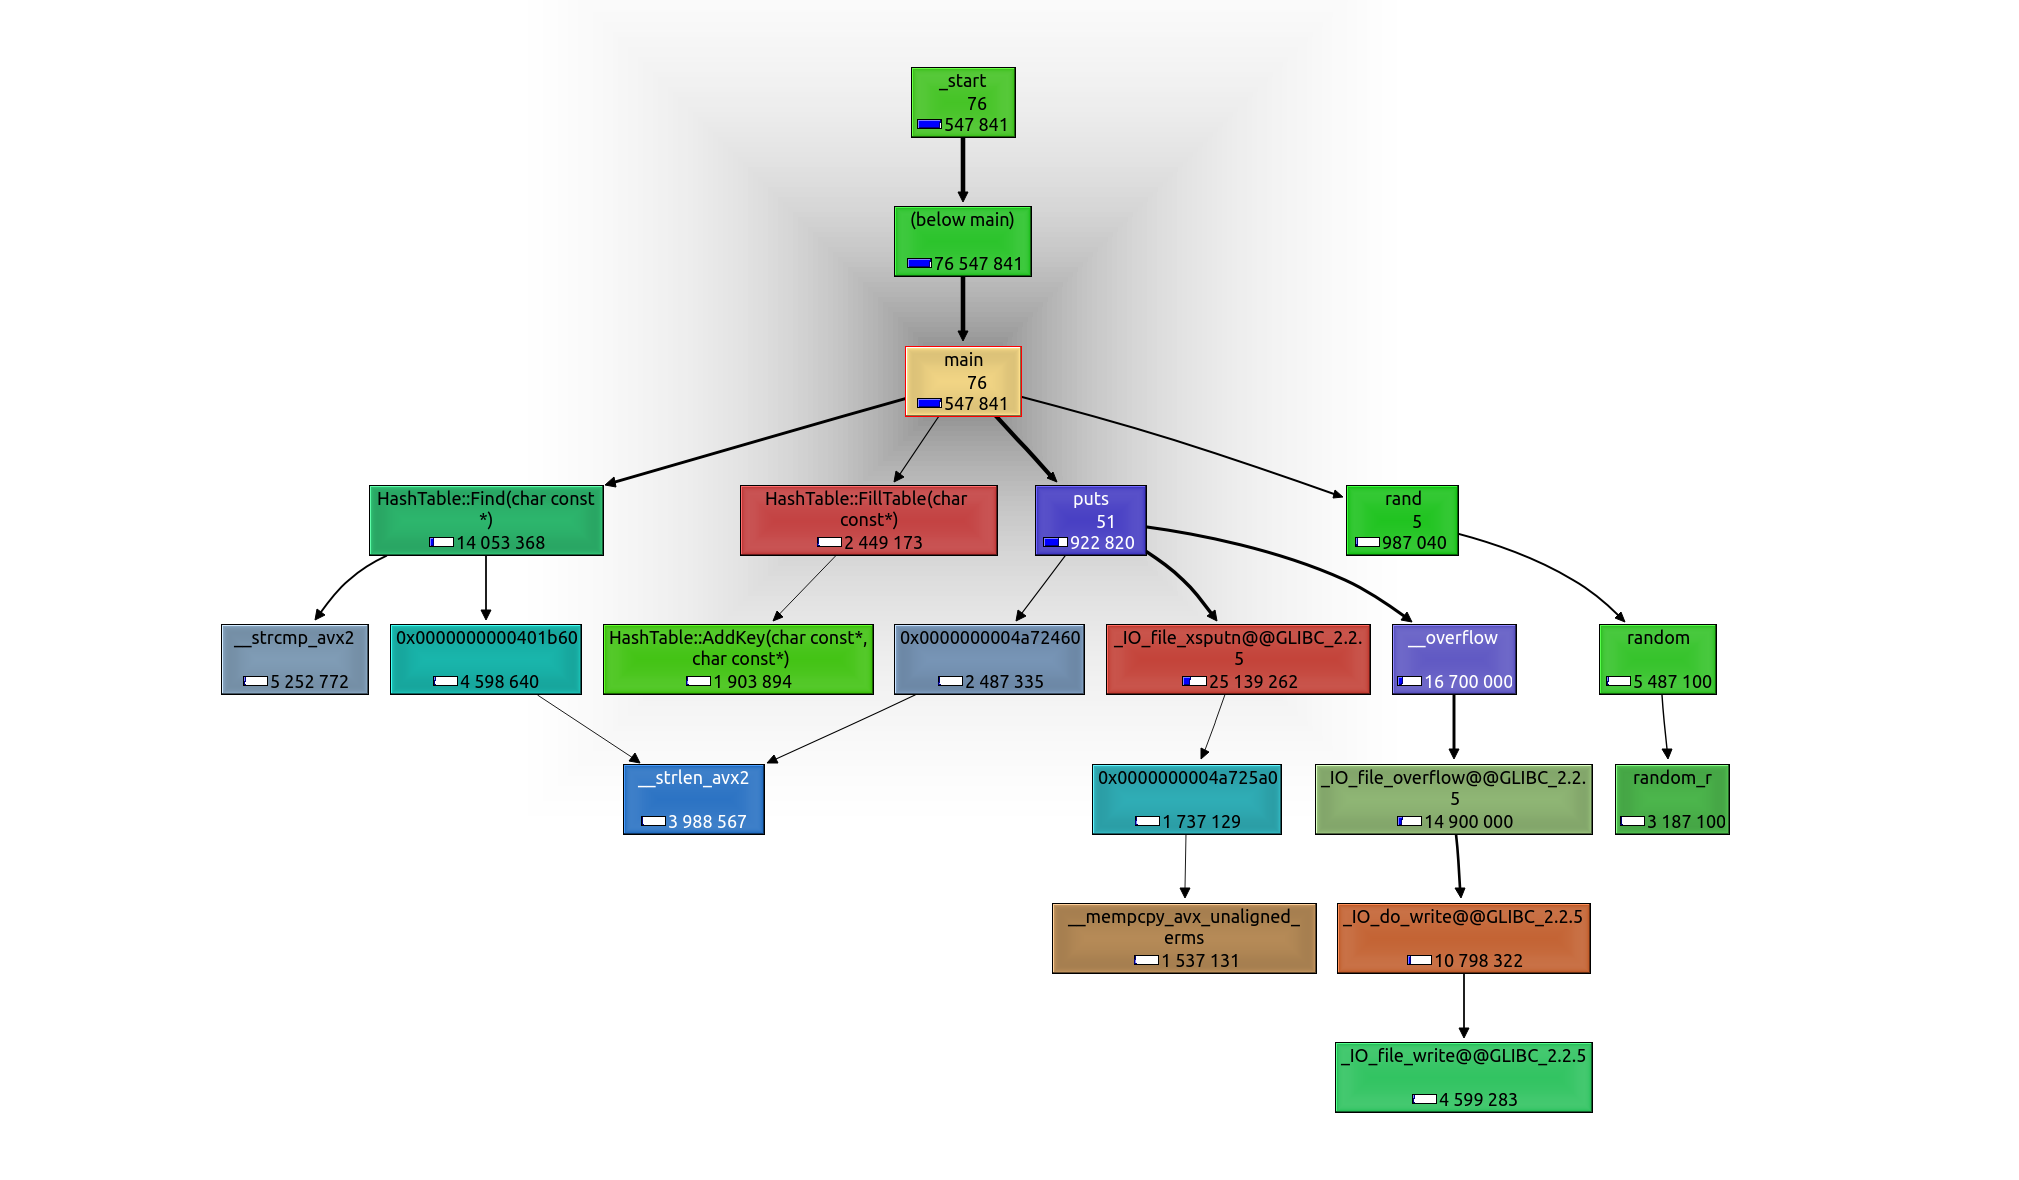 _start
76
547 841
(below main)
76 547 841
main
76
547 841
HashTable::Find(char const
*)
14 053 368
HashTable::FillTable(char
const*)
2 449 173
puts
51
922 820
rand
5
987 040
__strcmp_avx2
5 252 772
0x0000000000401b60
4 598 640
HashTable::AddKey(char const*,
char const*)
1 903 894
0x0000000004a72460
2 487 335
_IO_file_xsputn@@GLIBC_2.2.
5
25 139 262
__overflow
16 700 000
random
5 487 100
__strlen_avx2
3 988 567
0x0000000004a725a0
1 737 129
_IO_file_overflow@@GLIBC_2.2.
5
14 900 000
random_r
3 187 100
__mempcpy_avx_unaligned_
erms
1 537 131
_IO_do_write@@GLIBC_2.2.5
10 798 322
_IO_file_write@@GLIBC_2.2.5
4 599 283